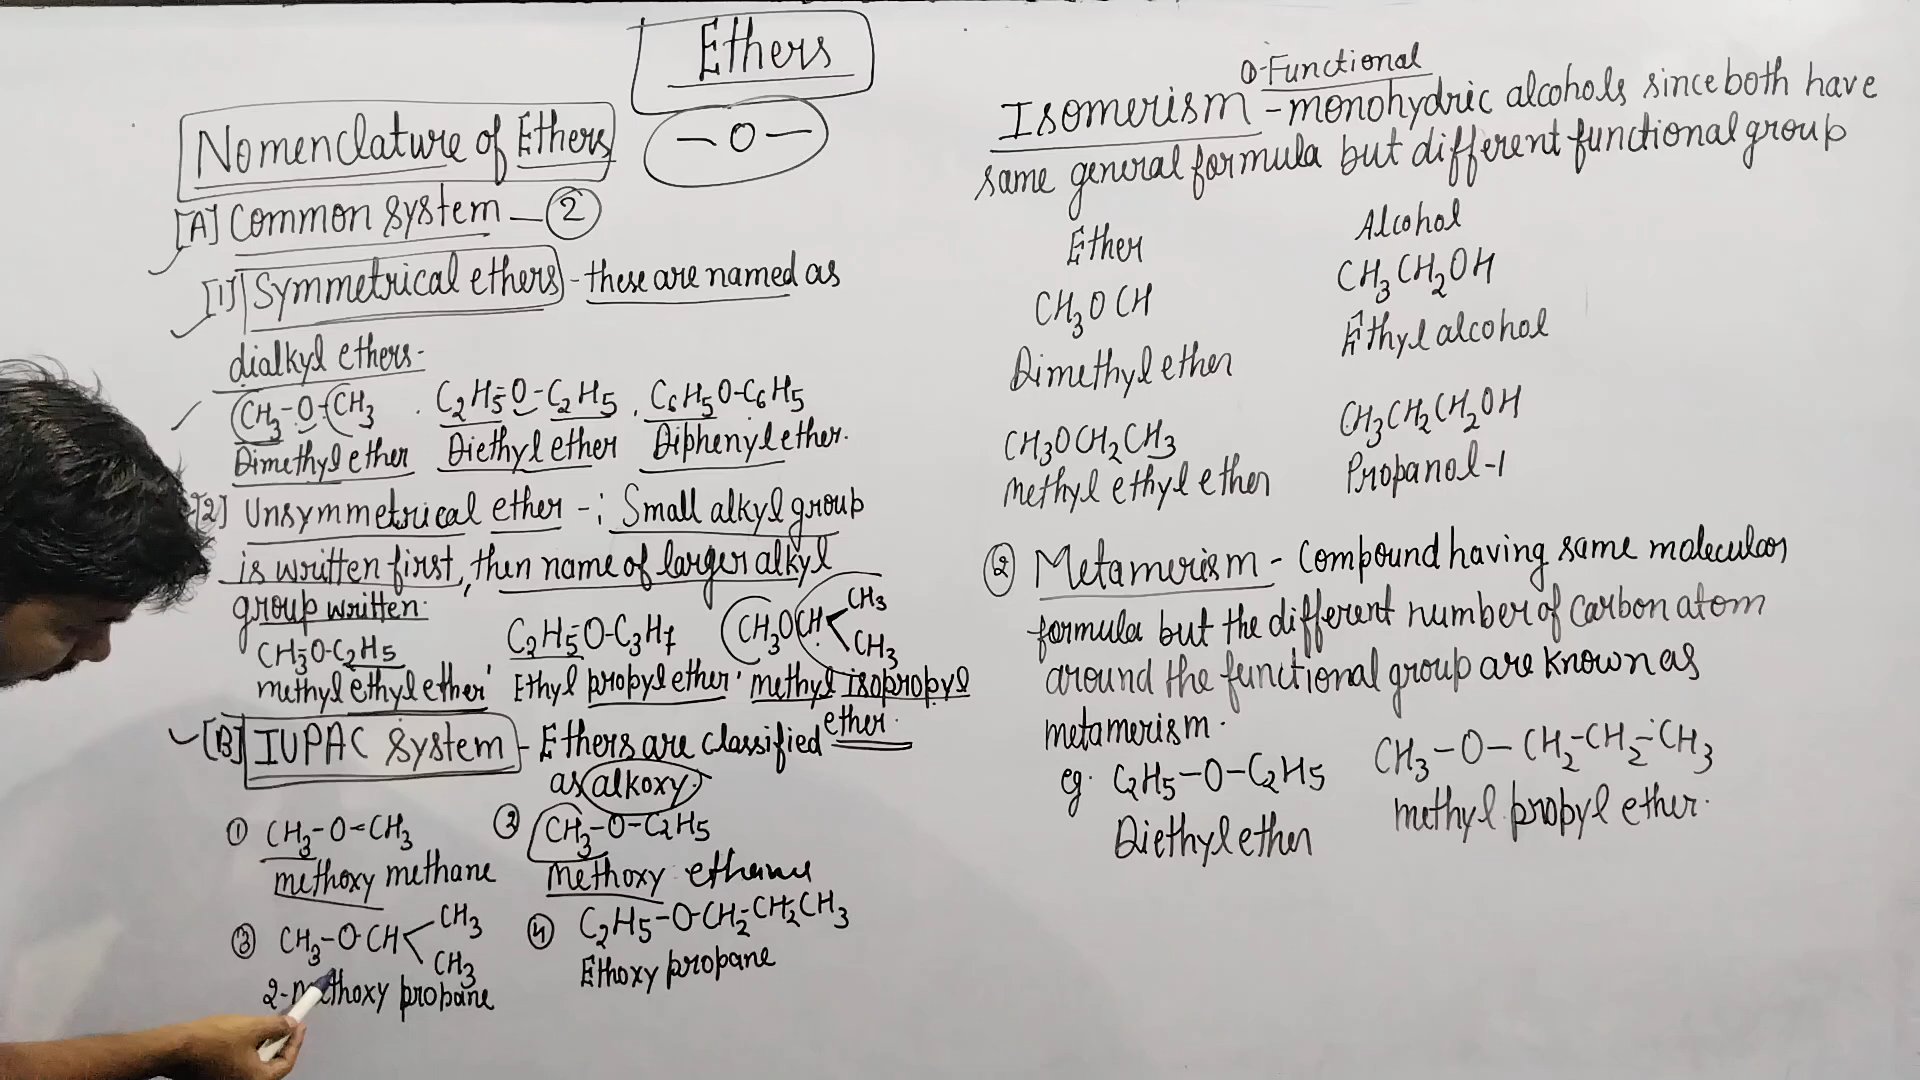 Ethers
-O-
Nomenclature of Ethers
[A] Common system - ②
[1] Symmetrical ethers - these are named as
dialkyl ethers-
CH₃-O-CH₃ . C₂H₅-O-C₂H₅ . C₆H₅O-C₆H₅
Dimethyl ether Diethyl ether Diphenyl ether.
[2] Unsymmetrical ether -; Small alkyl group
is written first, then name of larger alkyl
group written.
CH₃-O-C₂H₅ C₂H₅-O-C₃H₇ CH₃OCH< CH₃
CH₃
methyl ethyl ether' Ethyl propyl ether' methyl isopropyl
ether.
[B] IUPAC System - Ethers are classified
as alkoxy.
① CH₃-O-CH₃ ② CH₃-O-C₂H₅
methoxy methane Methoxy ethane
③ CH₃-O-CH< CH₃
CH₃
2-methoxy propane
④ C₂H₅-O-CH₂-CH₂CH₃
Ethoxy propane
①-Functional
Isomerism - monohydric alcohols since both have
same general formula but different functional group
Ether Alcohol
CH₃OCH CH₃CH₂OH
Dimethyl ether Ethyl alcohol
CH₃OCH₂CH₃ CH₃CH₂CH₂OH
Methyl ethyl ether Propanol-1
② Metamerism - Compound having same molecular
formula but the different number of carbon atom
around the functional group are known as
metamerism.
eg. C₂H₅-O-C₂H₅ CH₃-O-CH₂-CH₂-CH₃
Diethyl ether methyl propyl ether.